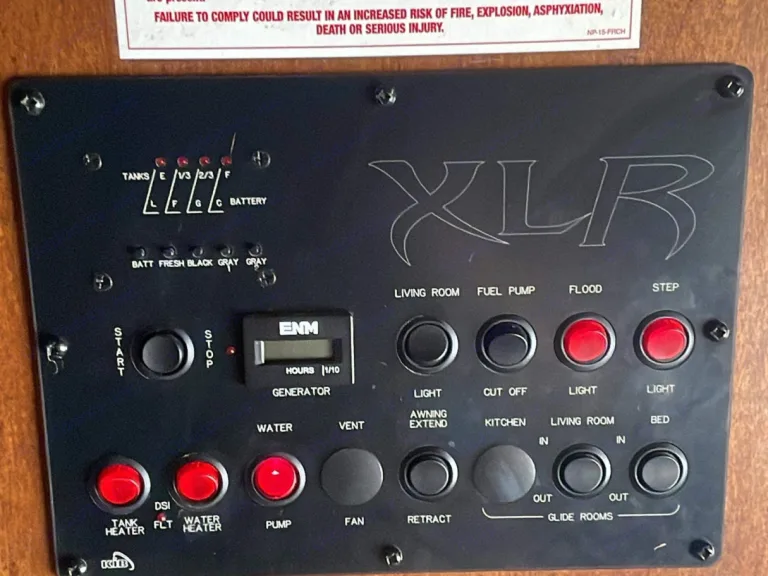 FAILURE TO COMPLY COULD RESULT IN AN INCREASED RISK OF FIRE, EXPLOSION, ASPHYXIATION,
DEATH OR SERIOUS INJURY.
XLR
TANKS E 1/3 2/3 F
L F G C BATTERY
BATT FRESH BLACK GRAY GRAY
START
STOP
ENM
HOURS 1/10
GENERATOR
LIVING ROOM
LIGHT
FUEL PUMP
CUT OFF
FLOOD
LIGHT
STEP
LIGHT
TANK
HEATER
DSI
FLT
WATER
HEATER
WATER
PUMP
VENT
FAN
AWNING
EXTEND
RETRACT
KITCHEN
LIVING ROOM
IN
OUT
BED
IN
OUT
GLIDE ROOMS
KIB